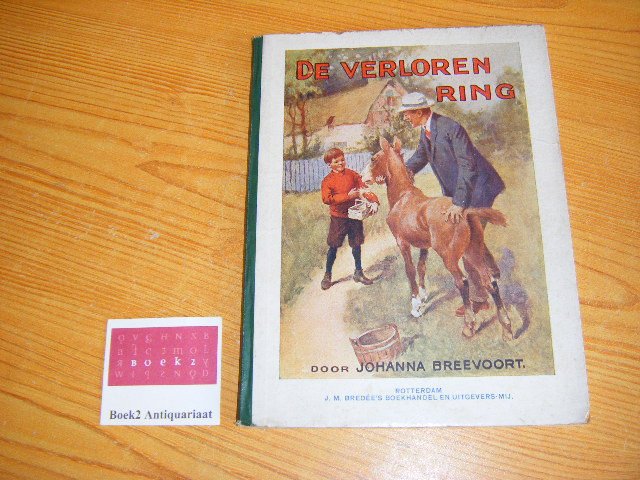 DE VERLOREN
RING
DOOR JOHANNA BREEVOORT.
ROTTERDAM
J. M. BREDÉE'S BOEKHANDEL EN UITGEVERS-MIJ.
Boek2
Boek2 Antiquariaat